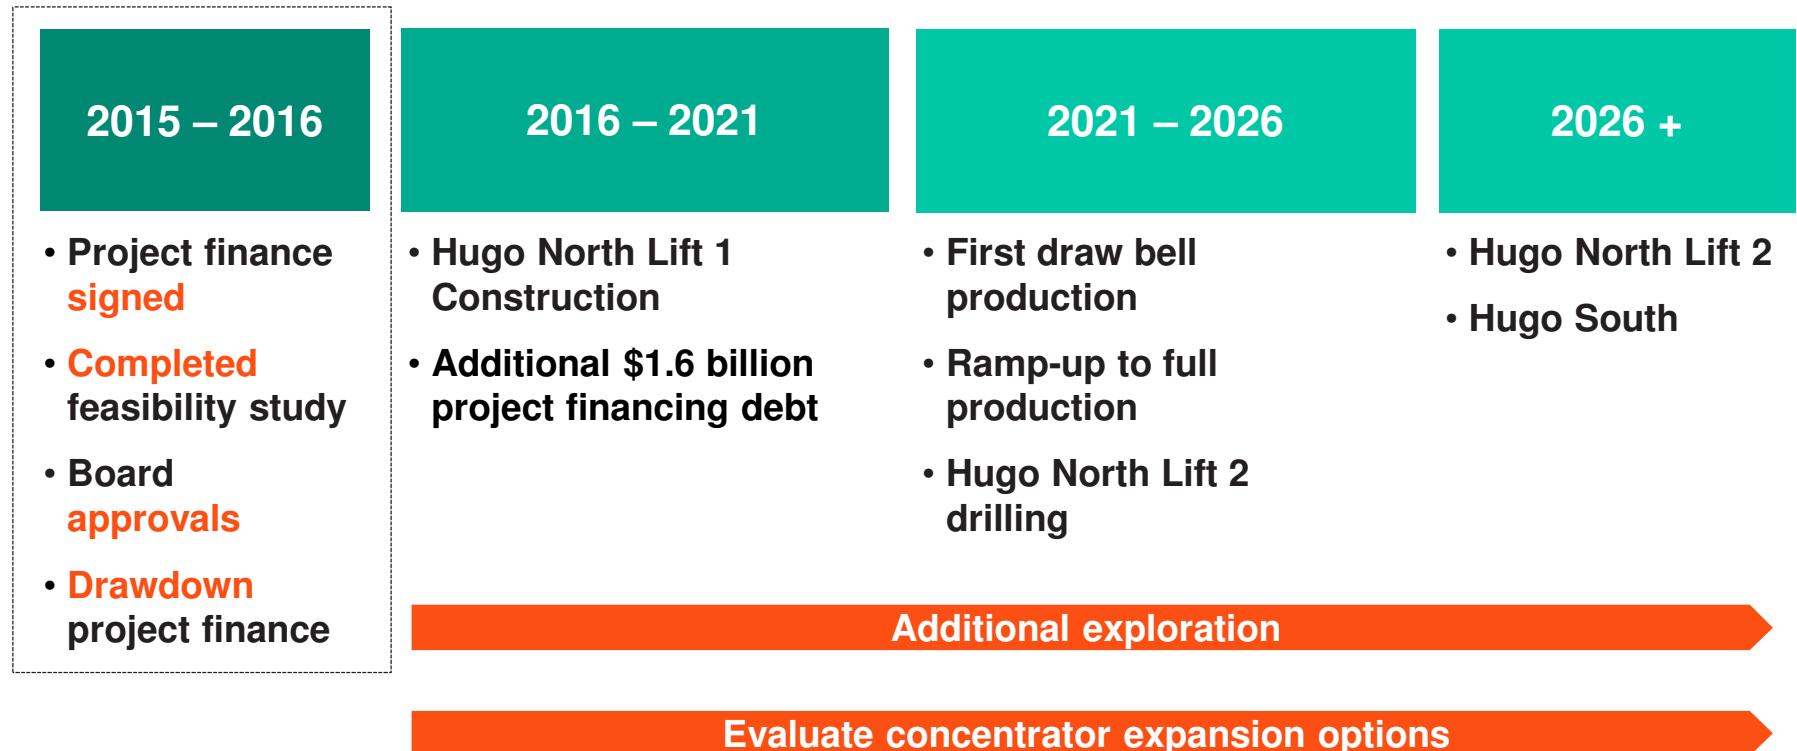 2015 – 2016
• Project finance
signed
• Completed
feasibility study
• Board
approvals
• Drawdown
project finance
2016 – 2021
• Hugo North Lift 1
Construction
• Additional $1.6 billion
project financing debt
2021 – 2026
• First draw bell
production
• Ramp-up to full
production
• Hugo North Lift 2
drilling
2026 +
• Hugo North Lift 2
• Hugo South
Additional exploration
Evaluate concentrator expansion options